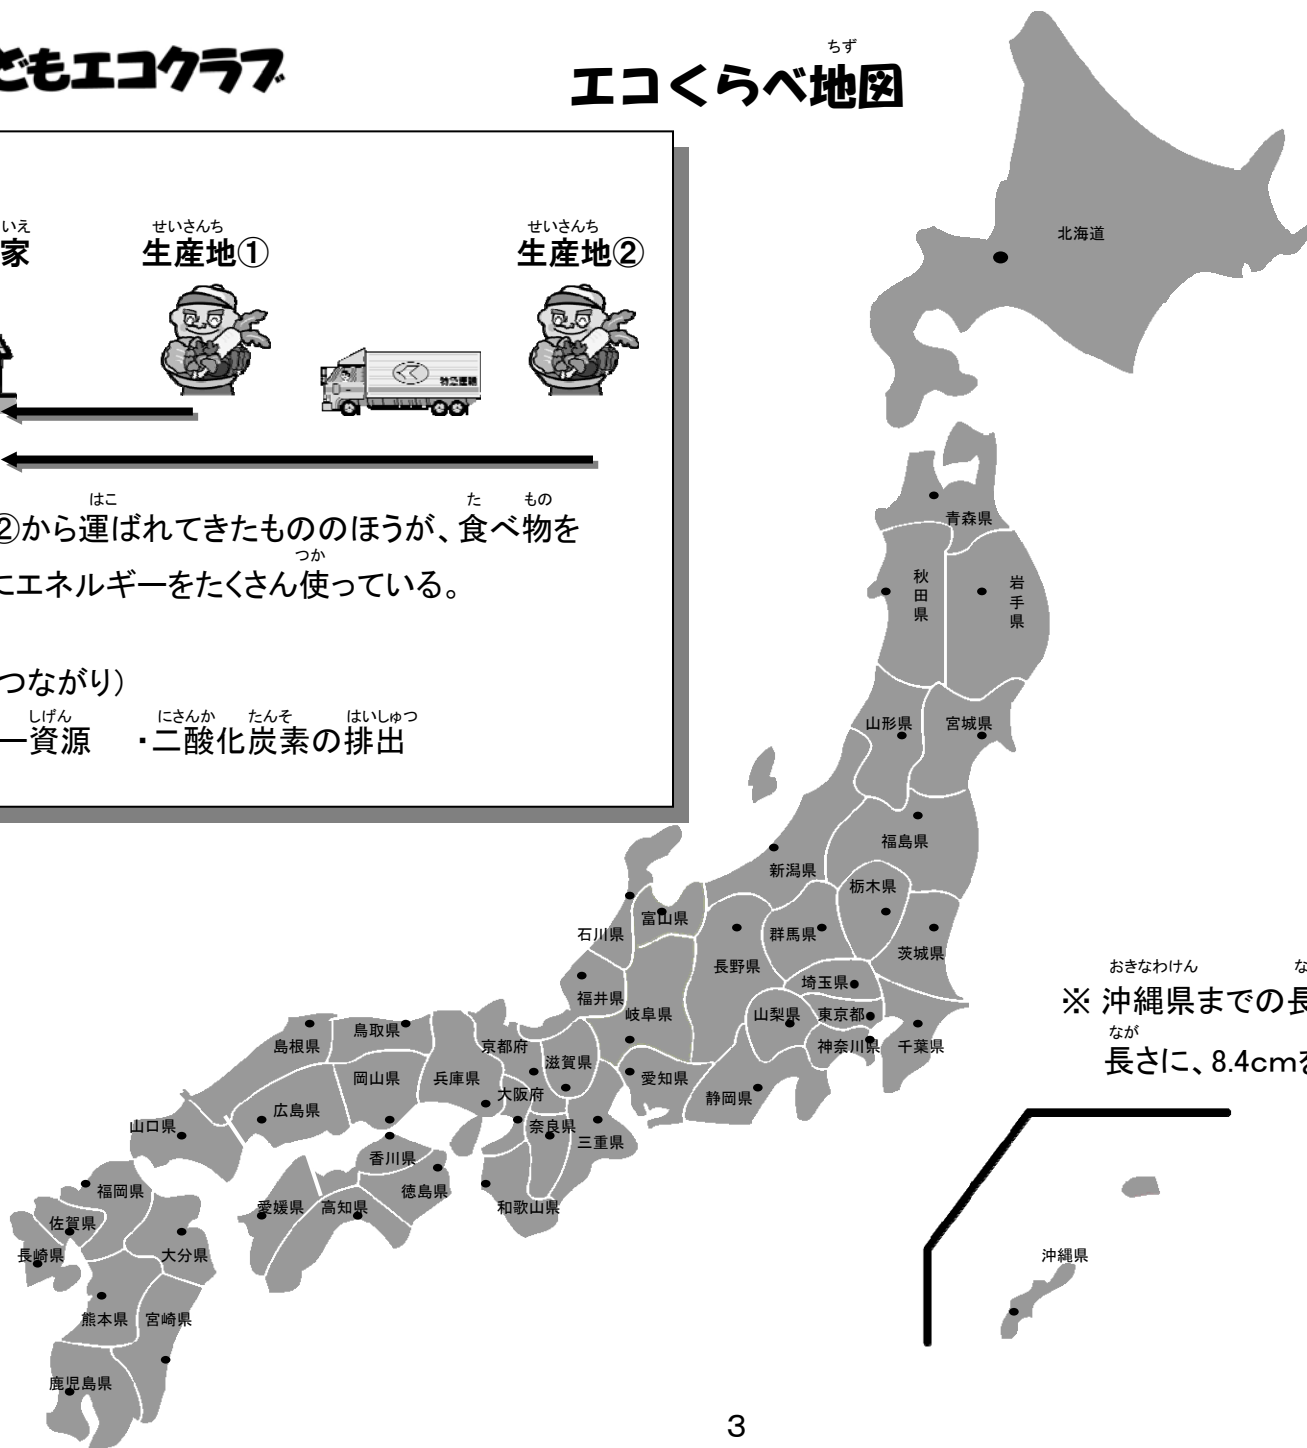 どもエコクラブ
ちず
エコくらべ地図
いえ せいさんち せいさんち
家 生産地① 生産地②
特急運輸
はこ た もの
②から運ばれてきたもののほうが、食べ物を
つか
にエネルギーをたくさん使っている。
つながり）
しげん にさんか たんそ はいしゅつ
ー資源 ・二酸化炭素の排出
北海道
青森県
秋田県
岩手県
山形県
宮城県
福島県
新潟県
栃木県
富山県
石川県
群馬県
茨城県
長野県
埼玉県
福井県
岐阜県
山梨県
東京都
神奈川県
千葉県
島根県
鳥取県
京都府
滋賀県
岡山県
兵庫県
愛知県
大阪府
静岡県
広島県
山口県
奈良県
三重県
香川県
福岡県
徳島県
愛媛県
高知県
和歌山県
佐賀県
長崎県
大分県
熊本県
宮崎県
鹿児島県
おきなわけん な
※ 沖縄県までの長
なが
長さに、8.4cmを
沖縄県
3